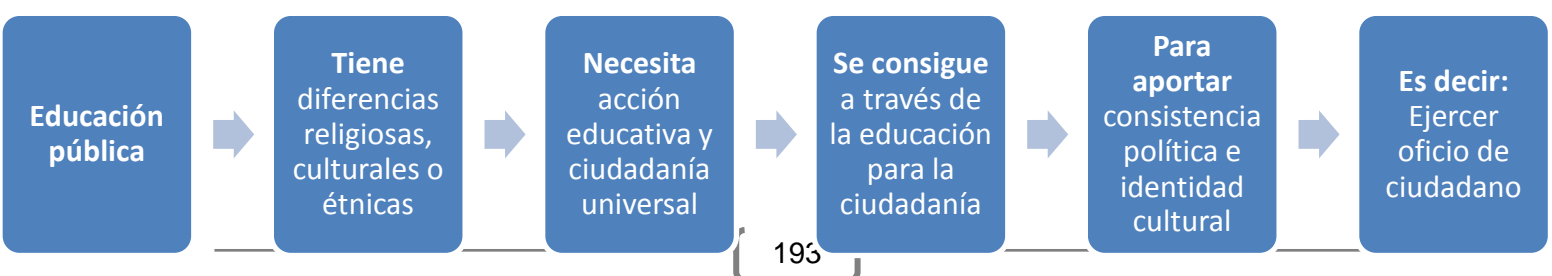 Educación
pública
Tiene
diferencias
religiosas,
culturales o
étnicas
Necesita
acción
educativa y
ciudadanía
universal
Se consigue
a través de
la educación
para la
ciudadanía
Para
aportar
consistencia
política e
identidad
cultural
Es decir:
Ejercer
oficio de
ciudadano
193